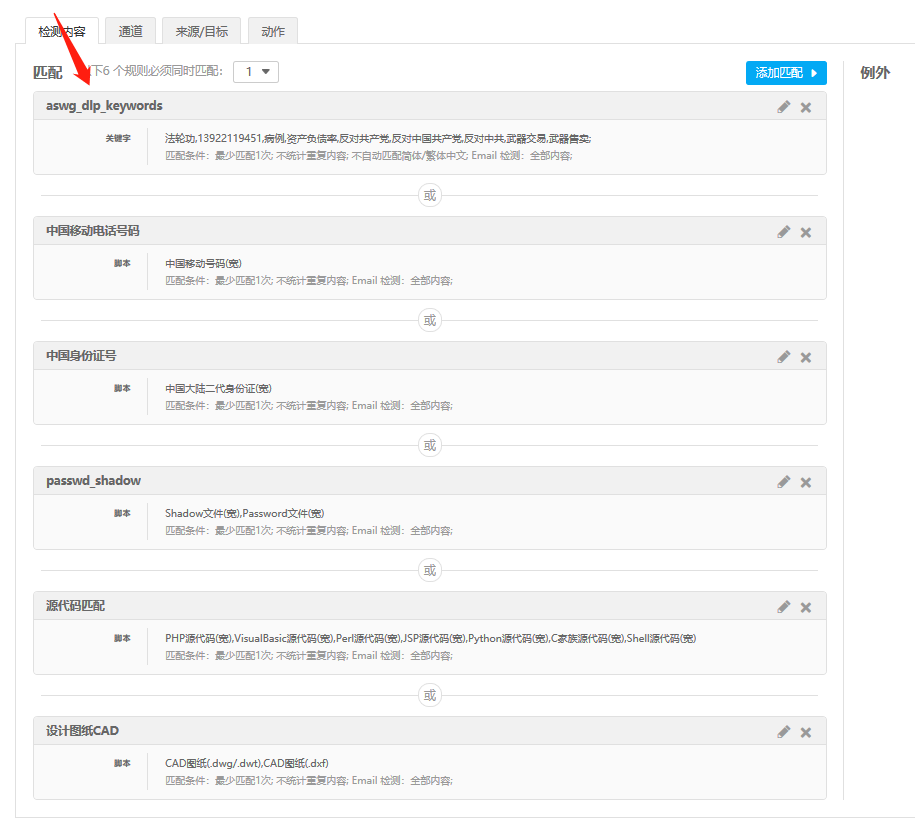 检测内容
通道
来源/目标
动作
匹配
下6 个规则必须同时匹配:
1
添加匹配
例外
aswg_dlp_keywords
关键字
法轮功,13922119451,病例,资产负债率,反对共产党,反对中国共产党,反对中共,武器交易,武器售卖;
匹配条件: 最少匹配1次; 不统计重复内容; 不自动匹配简体/繁体中文; Email 检测: 全部内容;
或
中国移动电话号码
脚本
中国移动号码(宽)
匹配条件: 最少匹配1次; 不统计重复内容; Email 检测: 全部内容;
或
中国身份证号
脚本
中国大陆二代身份证(宽)
匹配条件: 最少匹配1次; 不统计重复内容; Email 检测: 全部内容;
或
passwd_shadow
脚本
Shadow文件(宽),Password文件(宽)
匹配条件: 最少匹配1次; 不统计重复内容; Email 检测: 全部内容;
或
源代码匹配
脚本
PHP源代码(宽),VisualBasic源代码(宽),Perl源代码(宽),JSP源代码(宽),Python源代码(宽),C家族源代码(宽),Shell源代码(宽)
匹配条件: 最少匹配1次; 不统计重复内容; Email 检测: 全部内容;
或
设计图纸CAD
脚本
CAD图纸(.dwg/.dwt),CAD图纸(.dxf)
匹配条件: 最少匹配1次; 不统计重复内容; Email 检测: 全部内容;